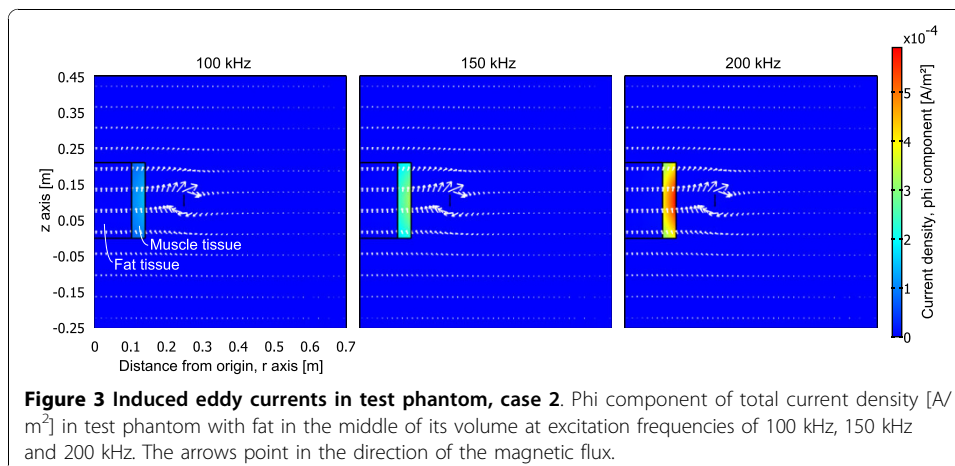 x10⁻⁴
100 kHz 150 kHz 200 kHz
0.45
0.35
0.25
0.15
0.05
-0.05
-0.15
-0.25
z axis [m]
Muscle tissue
Fat tissue
0 0.1 0.2 0.3 0.4 0.5 0.6 0.7
Distance from origin, r axis [m]
5
4
3
2
1
0
Current density, phi component [A/m²]
Figure 3 Induced eddy currents in test phantom, case 2. Phi component of total current density [A/
m²] in test phantom with fat in the middle of its volume at excitation frequencies of 100 kHz, 150 kHz
and 200 kHz. The arrows point in the direction of the magnetic flux.